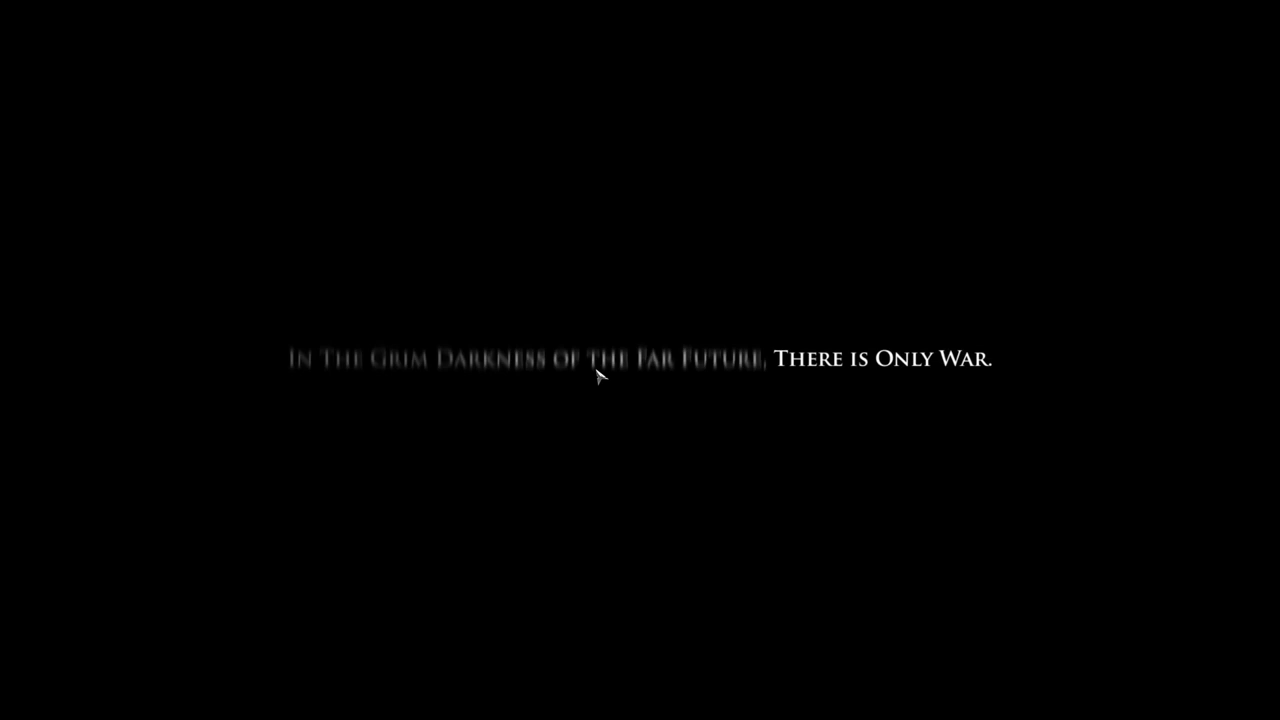 In The Grim Darkness of the Far Future, There is Only War.